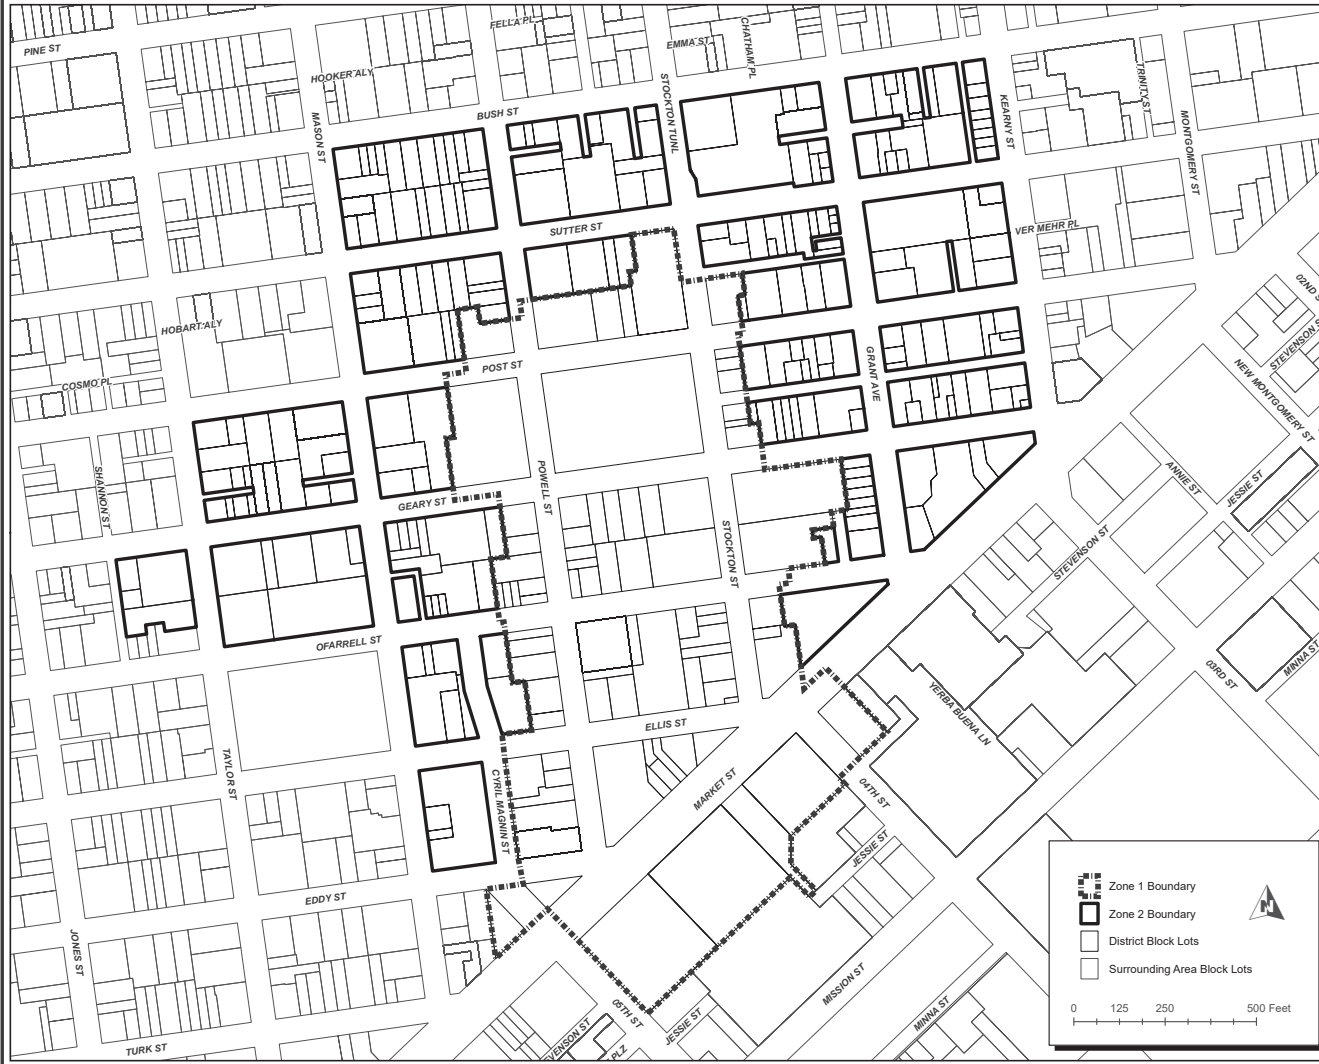 FELLA PL
PINE ST
EMMA ST
CHATHAM PL
HOOKER ALY
TRINITY ST
STOCKTON TUNL
BUSH ST
KEARNY ST
MASON ST
MONTGOMERY ST
SUTTER ST
VER MEHR PL
02ND S
HOBART ALY
STEVENSON S
POST ST
GRANT AVE
COSMO PL
NEW MONTGOMERY ST
SHANNON ST
POWELL ST
ANNIE ST
JESSIE ST
GEARY ST
STOCKTON ST
STEVENSON ST
OFARRELL ST
MINNA ST
03RD ST
YERBA BUENA LN
ELLIS ST
TAYLOR ST
CYRIL MAGNIN ST
MARKET ST
04TH ST
JESSIE ST
EDDY ST
JONES ST
MISSION ST
MINNA ST
05TH ST
JESSIE ST
EVENSON ST
PLZ
TURK ST
Zone 1 Boundary
N
Zone 2 Boundary
District Block Lots
Surrounding Area Block Lots
0 125 250 500 Feet